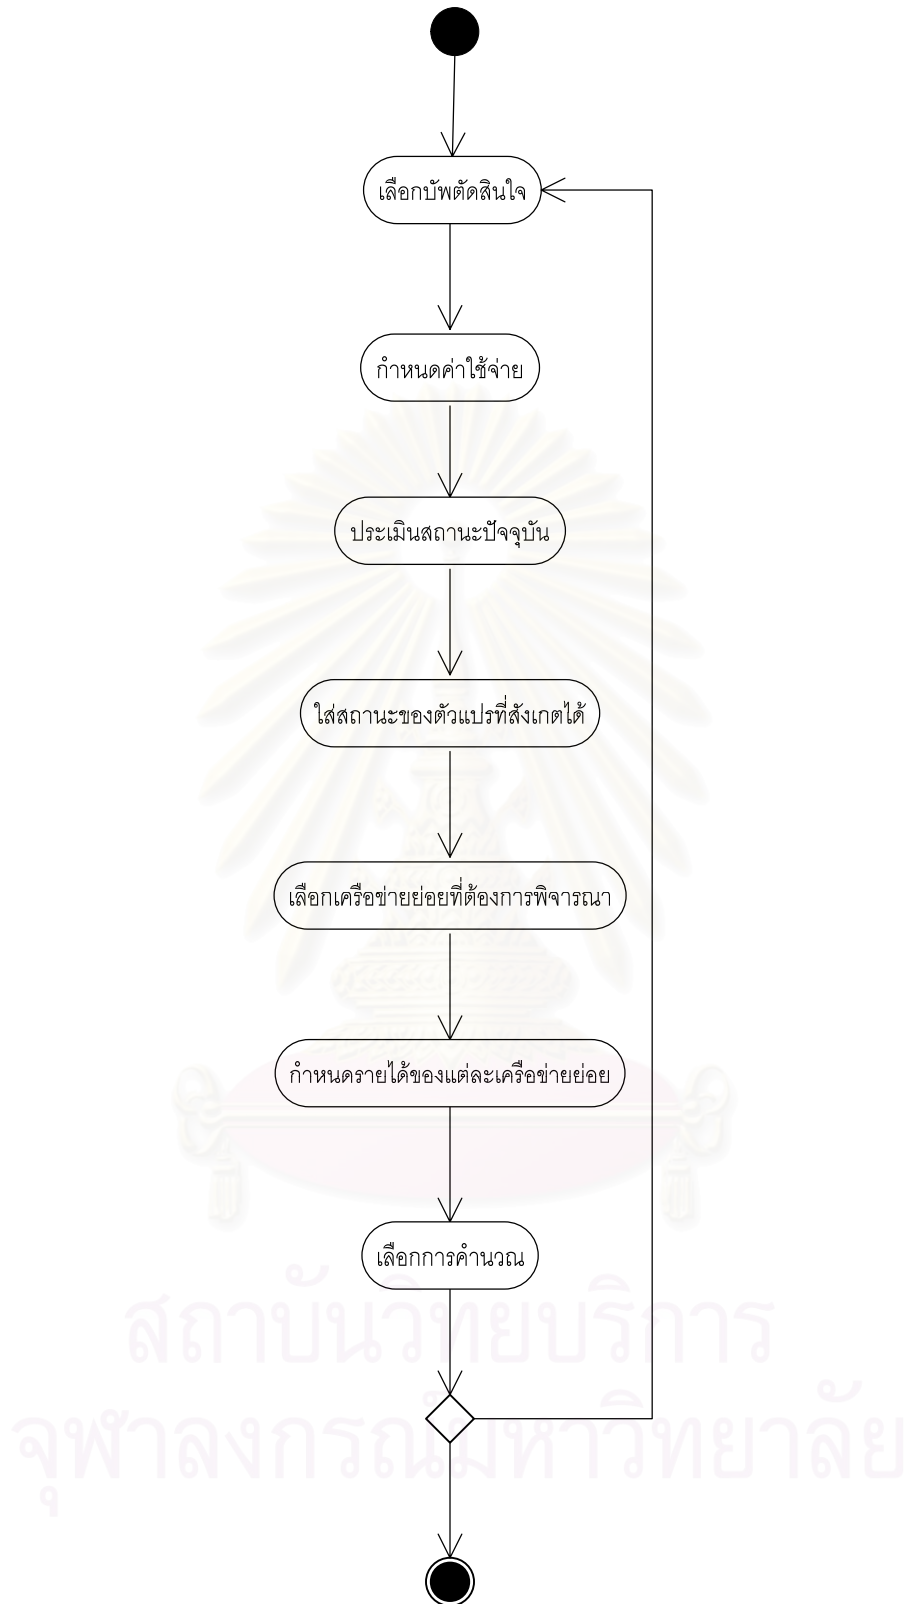 เลือกบัพตัดสินใจ
กำหนดค่าใช้จ่าย
ประเมินสถานะปัจจุบัน
ใส่สถานะของตัวแปรที่สังเกตได้
เลือกเครือข่ายย่อยที่ต้องการพิจารณา
กำหนดรายได้ของแต่ละเครือข่ายย่อย
เลือกการคำนวณ
สถาบันวิทยบริการ
จุฬาลงกรณ์มหาวิทยาลัย